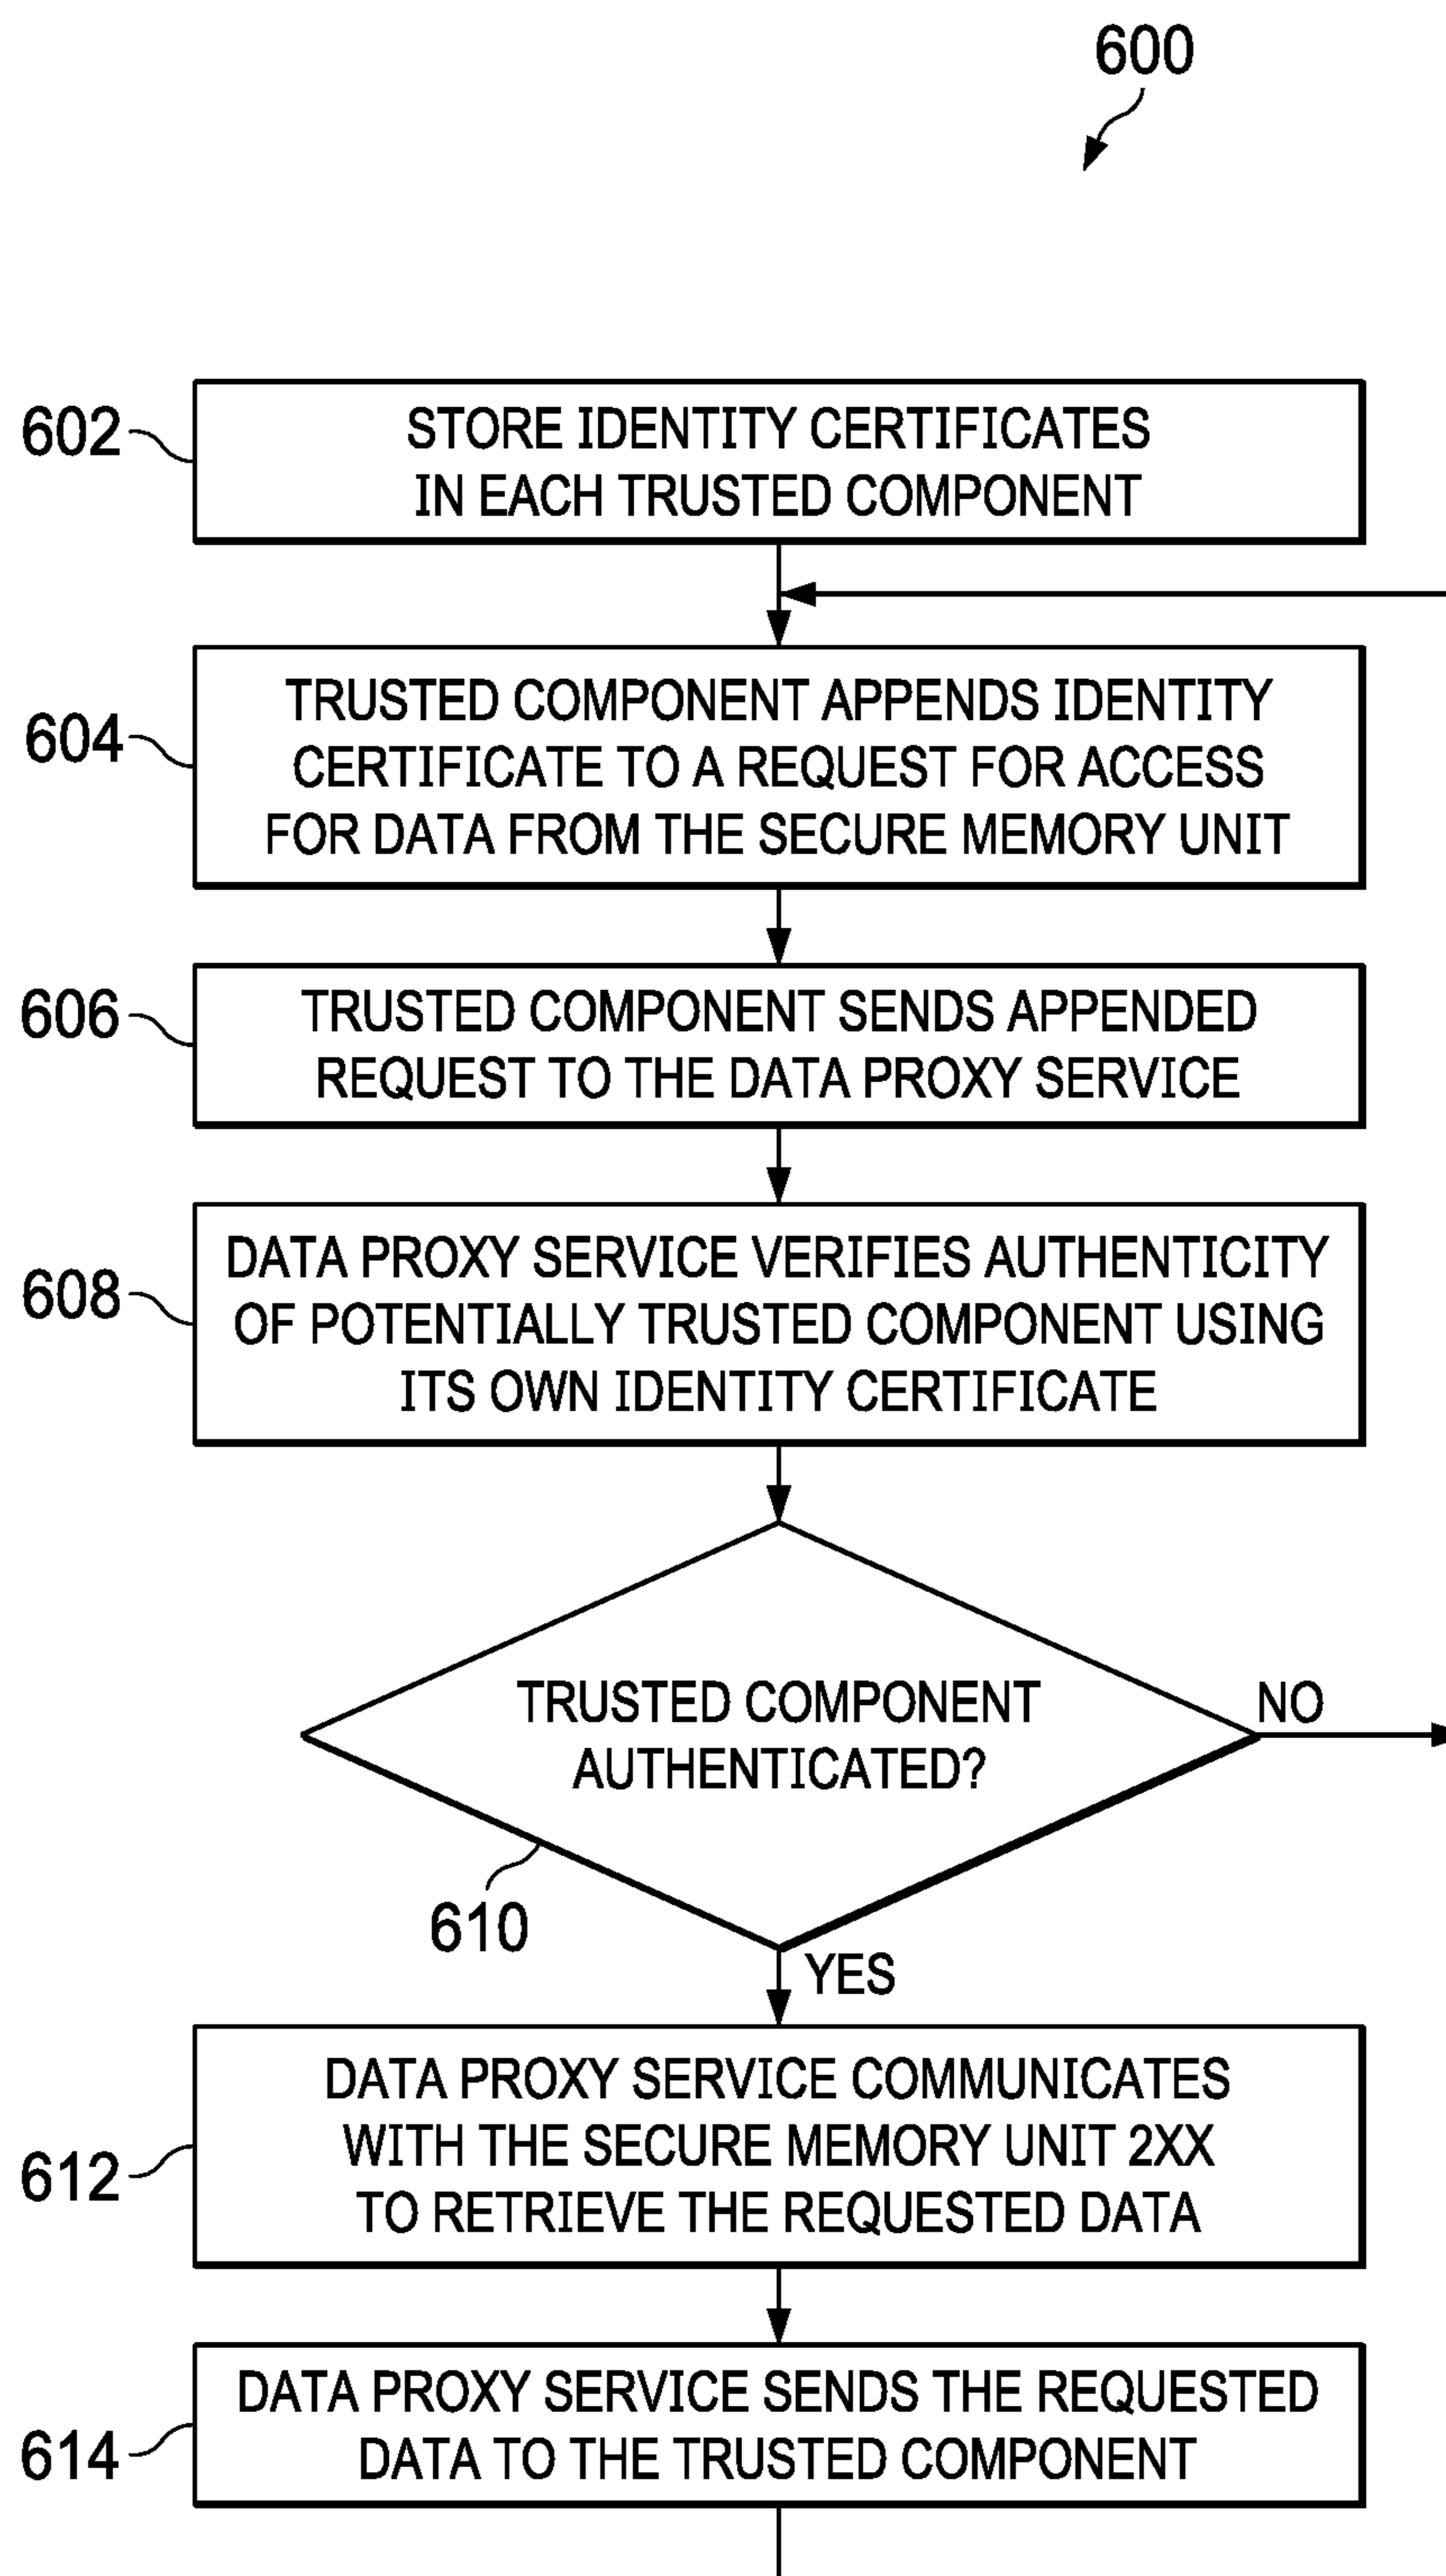 600
602
STORE IDENTITY CERTIFICATES
IN EACH TRUSTED COMPONENT
604
TRUSTED COMPONENT APPENDS IDENTITY
CERTIFICATE TO A REQUEST FOR ACCESS
FOR DATA FROM THE SECURE MEMORY UNIT
606
TRUSTED COMPONENT SENDS APPENDED
REQUEST TO THE DATA PROXY SERVICE
608
DATA PROXY SERVICE VERIFIES AUTHENTICITY
OF POTENTIALLY TRUSTED COMPONENT USING
ITS OWN IDENTITY CERTIFICATE
TRUSTED COMPONENT
AUTHENTICATED?
NO
610
YES
612
DATA PROXY SERVICE COMMUNICATES
WITH THE SECURE MEMORY UNIT 2XX
TO RETRIEVE THE REQUESTED DATA
614
DATA PROXY SERVICE SENDS THE REQUESTED
DATA TO THE TRUSTED COMPONENT